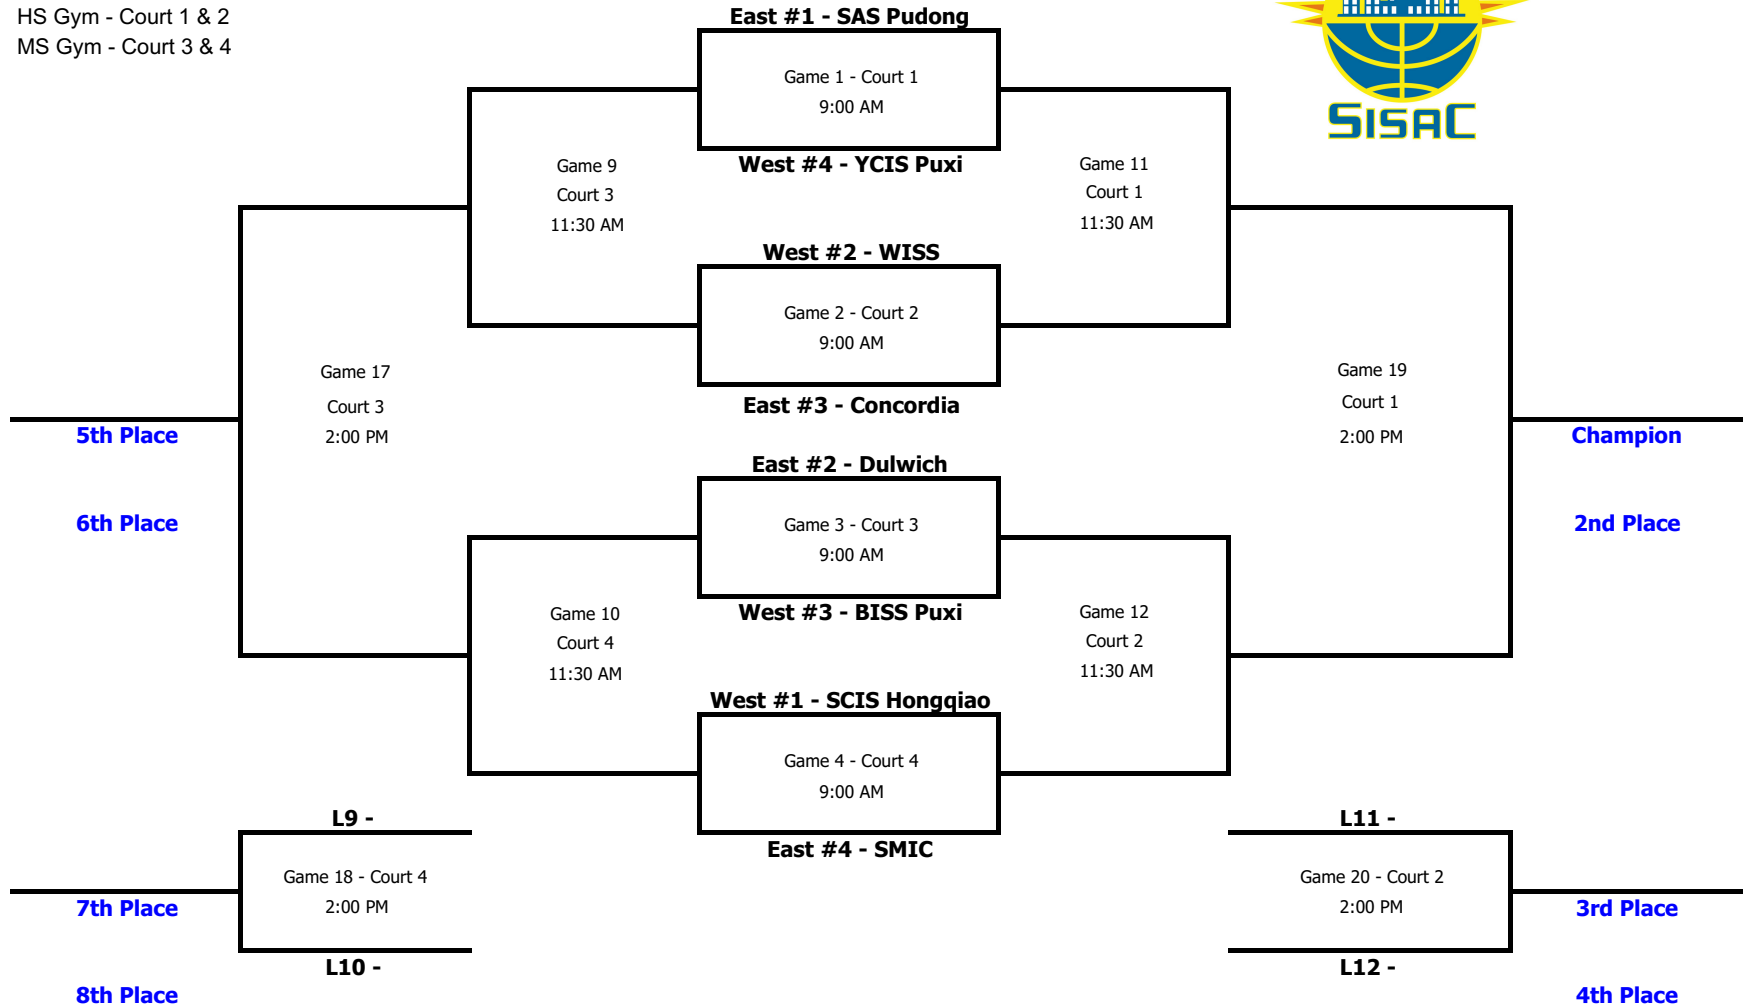 HS Gym - Court 1 & 2
MS Gym - Court 3 & 4
SISAC
East #1 - SAS Pudong
Game 1 - Court 1
9:00 AM
West #4 - YCIS Puxi
Game 9
Court 3
11:30 AM
Game 11
Court 1
11:30 AM
West #2 - WISS
Game 2 - Court 2
9:00 AM
East #3 - Concordia
Game 17
Court 3
2:00 PM
Game 19
Court 1
2:00 PM
5th Place
6th Place
Champion
2nd Place
East #2 - Dulwich
Game 3 - Court 3
9:00 AM
West #3 - BISS Puxi
Game 10
Court 4
11:30 AM
Game 12
Court 2
11:30 AM
West #1 - SCIS Hongqiao
Game 4 - Court 4
9:00 AM
East #4 - SMIC
L9 -
Game 18 - Court 4
2:00 PM
L10 -
7th Place
8th Place
L11 -
Game 20 - Court 2
2:00 PM
L12 -
3rd Place
4th Place